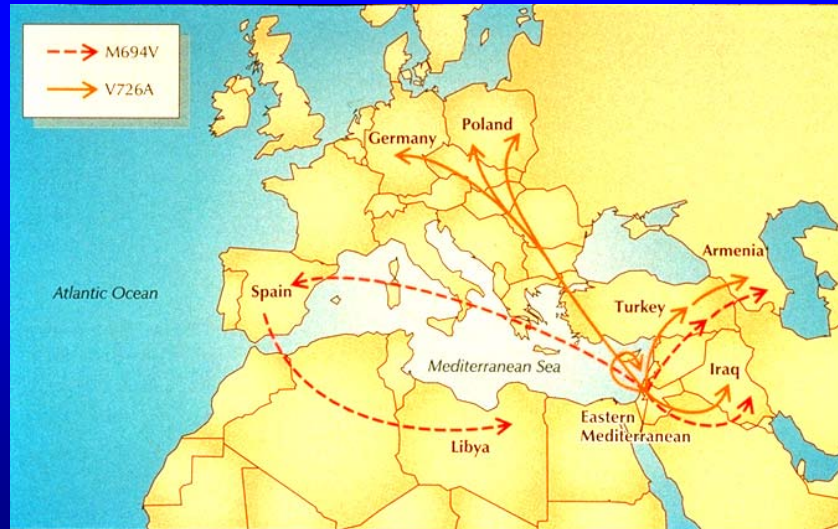 M694V
V726A
Poland
Germany
Armenia
Atlantic Ocean
Spain
Turkey
Mediterranean Sea
Iraq
Eastern
Mediterranean
Libya